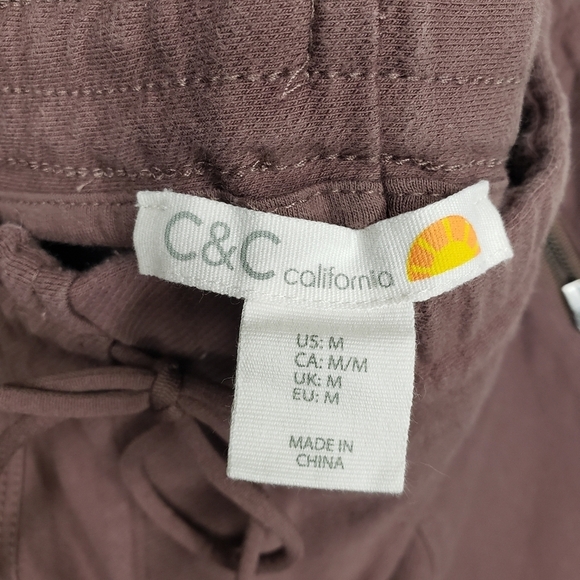 C&C california
US: M
CA: M/M
UK: M
EU: M
MADE IN
CHINA